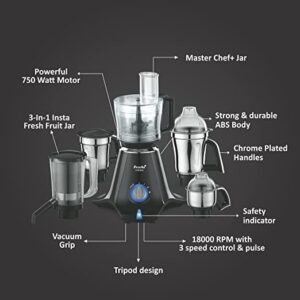 Master Chef+ Jar
Powerful
750 Watt Motor
3-In-1 Insta
Fresh Fruit Jar
Strong & durable
ABS Body
Chrome Plated
Handles
Preethi
Safety
indicator
Vacuum
Grip
18000 RPM with
3 speed control & pulse
Tripod design